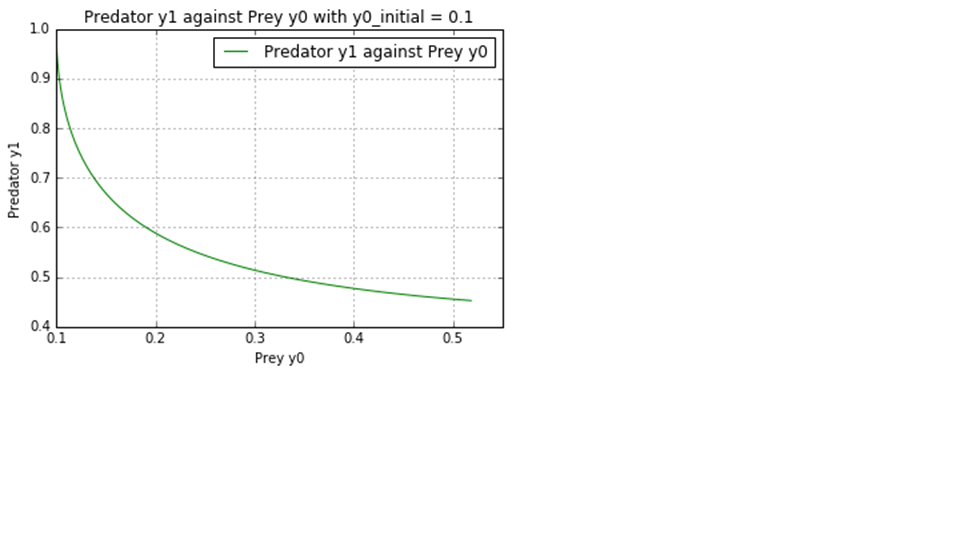 Predator y1 against Prey y0 with y0_initial = 0.1
Predator y1 against Prey y0
1.0
0.9
0.8
0.7
0.6
0.5
0.4
Predator y1
0.1 0.2 0.3 0.4 0.5
Prey y0